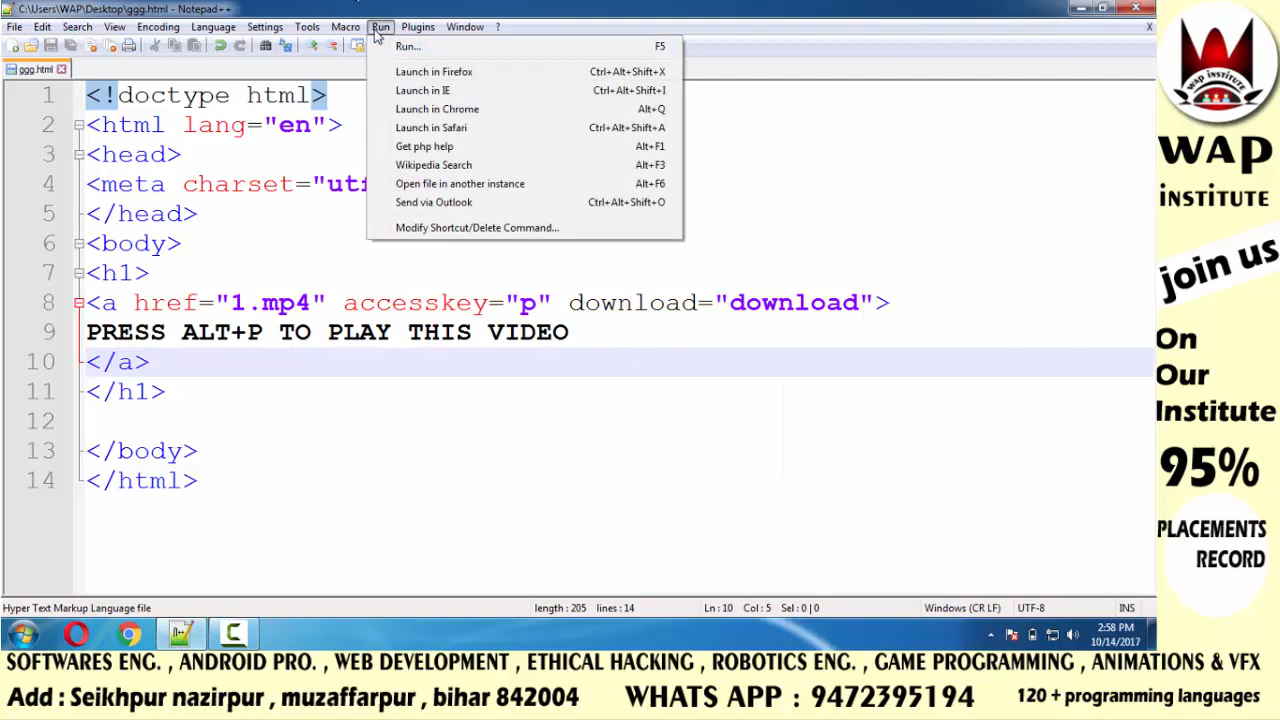 C:\Users\WAP\Desktop\ggg.html - Notepad++
File Edit Search View Encoding Language Settings Tools Macro Run Plugins Window ? X
ggg.html
Run... F5
Launch in Firefox Ctrl+Alt+Shift+X
Launch in IE Ctrl+Alt+Shift+I
Launch in Chrome Alt+Q
Launch in Safari Ctrl+Alt+Shift+A
Get php help Alt+F1
Wikipedia Search Alt+F3
Open file in another instance Alt+F6
Send via Outlook Ctrl+Alt+Shift+O
Modify Shortcut/Delete Command...
1 <!doctype html>
2 <html lang="en">
3 <head>
4 <meta charset="utf
5 </head>
6 <body>
7 <h1>
8 <a href="1.mp4" accesskey="p" download="download">
9 PRESS ALT+P TO PLAY THIS VIDEO
10 </a>
11 </h1>
12
13 </body>
14 </html>
Hyper Text Markup Language file length : 205 lines : 14 Ln : 10 Col : 5 Sel : 0 | 0 Windows (CR LF) UTF-8 INS
2:58 PM
10/14/2017
wap institute
WAP
INSTITUTE
join us
On
Our
Institute
95%
PLACEMENTS
RECORD
SOFTWARES ENG. , ANDROID PRO. , WEB DEVELOPMENT , ETHICAL HACKING , ROBOTICS ENG. , GAME PROGRAMMING , ANIMATIONS & VFX
Add : Seikhpur nazirpur , muzaffarpur , bihar 842004 WHATS APP : 9472395194 120 + programming languages